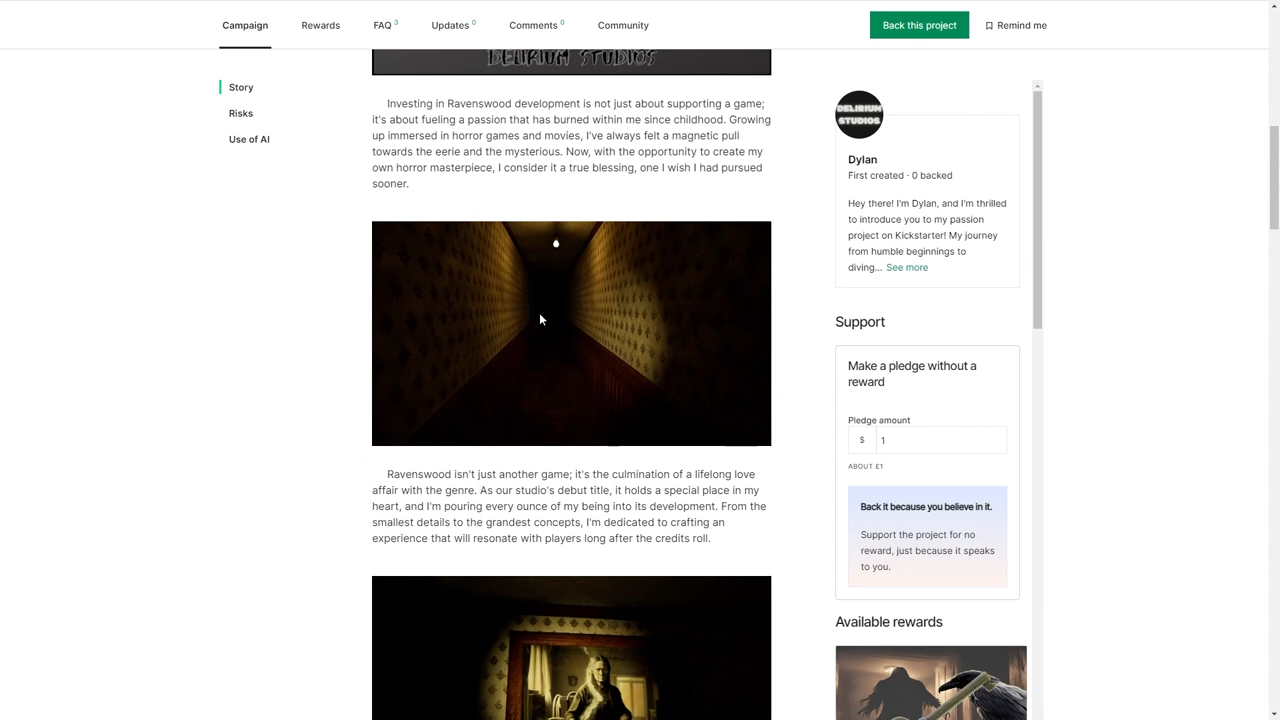 Campaign
Rewards
FAQ 3
Updates 0
Comments 0
Community
Back this project
Remind me
Story
Risks
Use of AI
DELIRIUM STUDIOS
Investing in Ravenswood development is not just about supporting a game;
it's about fueling a passion that has burned within me since childhood. Growing
up immersed in horror games and movies, I've always felt a magnetic pull
towards the eerie and the mysterious. Now, with the opportunity to create my
own horror masterpiece, I consider it a true blessing, one I wish I had pursued
sooner.
Ravenswood isn't just another game; it's the culmination of a lifelong love
affair with the genre. As our studio's debut title, it holds a special place in my
heart, and I'm pouring every ounce of my being into its development. From the
smallest details to the grandest concepts, I'm dedicated to crafting an
experience that will resonate with players long after the credits roll.
DELIRIUM
STUDIOS
Dylan
First created · 0 backed
Hey there! I'm Dylan, and I'm thrilled
to introduce you to my passion
project on Kickstarter! My journey
from humble beginnings to
diving... See more
Support
Make a pledge without a
reward
Pledge amount
$ 1
ABOUT £1
Back it because you believe in it.
Support the project for no
reward, just because it speaks
to you.
Available rewards